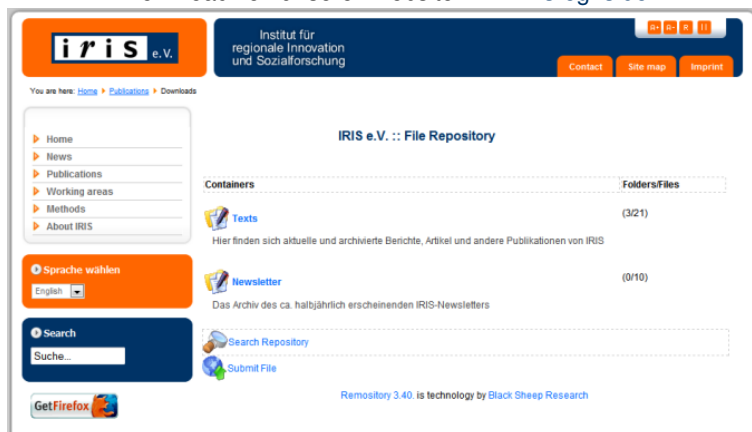 iris e.V.
Institut für
regionale Innovation
und Sozialforschung
A+ A- R
Contact Site map Imprint
You are here: Home Publications Downloads
Home
News
Publications
Working areas
Methods
About IRIS
IRIS e.V. :: File Repository
Containers Folders/Files
Texts (3/21)
Hier finden sich aktuelle und archivierte Berichte, Artikel und andere Publikationen von IRIS
Newsletter (0/10)
Das Archiv des ca. halbjährlich erscheinenden IRIS-Newsletters
Search Repository
Submit File
Remository 3.40. is technology by Black Sheep Research
Sprache wählen
English
Search
Suche...
GetFirefox